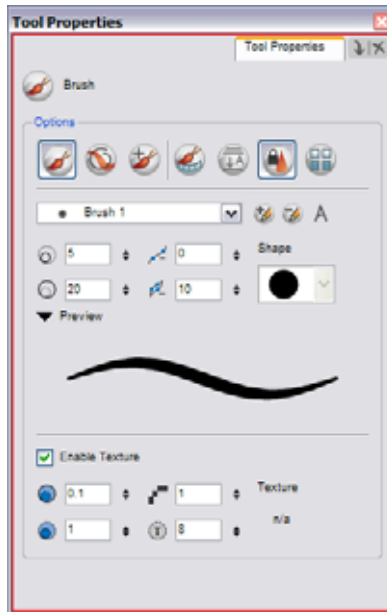 Tool Properties
Tool Properties
Brush
Options
Brush 1
A
5 0 Shape
20 10
Preview
Enable Texture
0.1 1 Texture
1 8 n/a